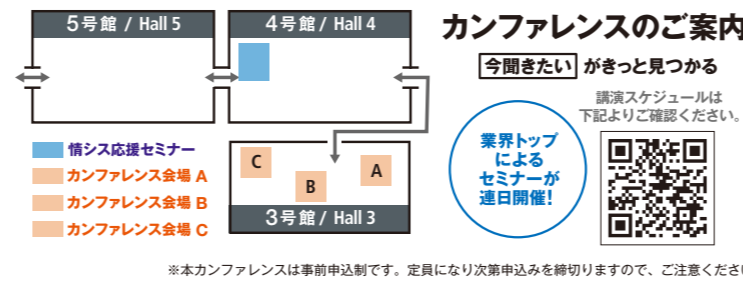 5号館 / Hall 5
4号館 / Hall 4
カンファレンスのご案内
今聞きたい がきっと見つかる
講演スケジュールは
下記よりご確認ください。
業界トップ
による
セミナーが
連日開催!
情シス応援セミナー
カンファレンス会場 A
カンファレンス会場 B
カンファレンス会場 C
C
B
A
3号館 / Hall 3
※本カンファレンスは事前申込制です。定員になり次第申込みを締切りますので、ご注意くださ